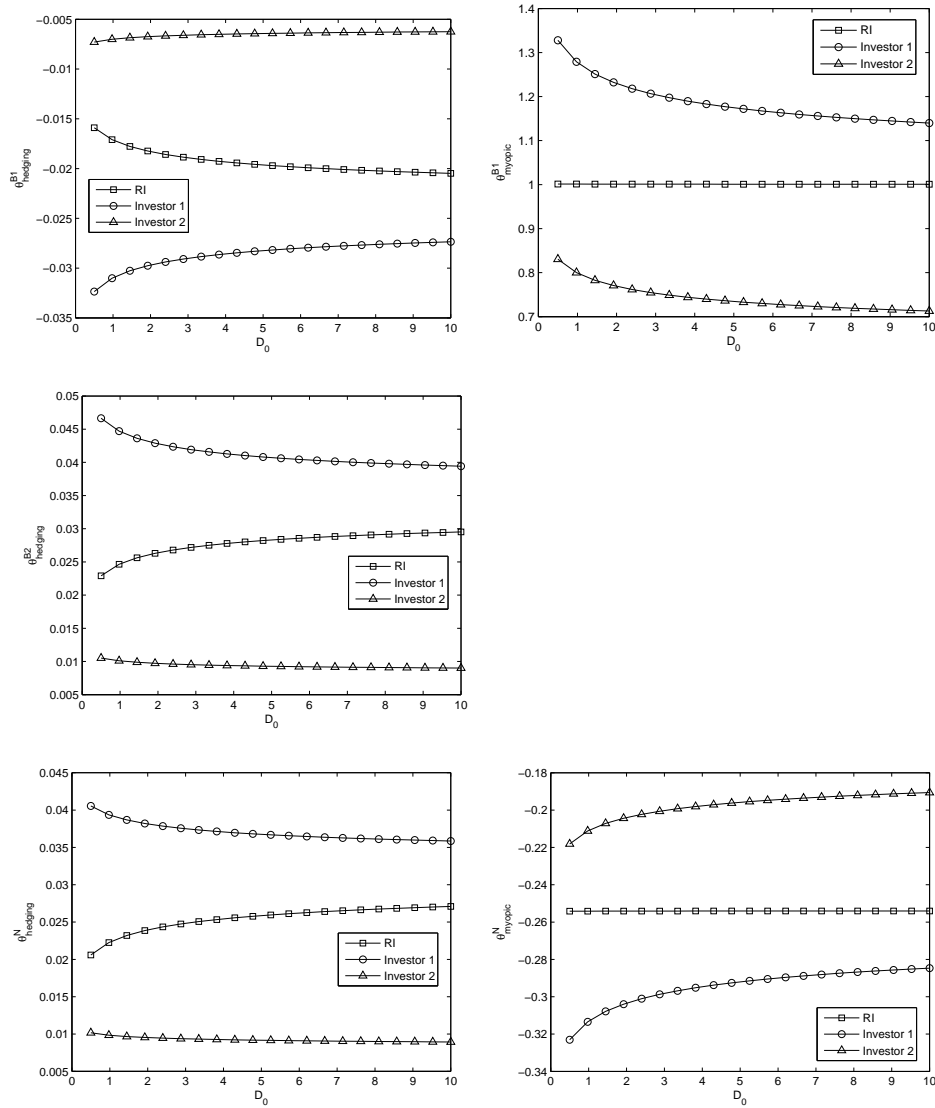 −0.005
−0.01
−0.015
−0.02
−0.025
−0.03
−0.035
θ^B1_hedging
RI
Investor 1
Investor 2
0 1 2 3 4 5 6 7 8 9 10
D_0
1.4
1.3
1.2
1.1
1
0.9
0.8
0.7
θ^B1_myopic
RI
Investor 1
Investor 2
0 1 2 3 4 5 6 7 8 9 10
D_0
0.05
0.045
0.04
0.035
0.03
0.025
0.02
0.015
0.01
0.005
θ^B2_hedging
RI
Investor 1
Investor 2
0 1 2 3 4 5 6 7 8 9 10
D_0
0.045
0.04
0.035
0.03
0.025
0.02
0.015
0.01
0.005
θ^N_hedging
RI
Investor 1
Investor 2
0 1 2 3 4 5 6 7 8 9 10
D_0
−0.18
−0.2
−0.22
−0.24
−0.26
−0.28
−0.3
−0.32
−0.34
θ^N_myopic
RI
Investor 1
Investor 2
0 1 2 3 4 5 6 7 8 9 10
D_0